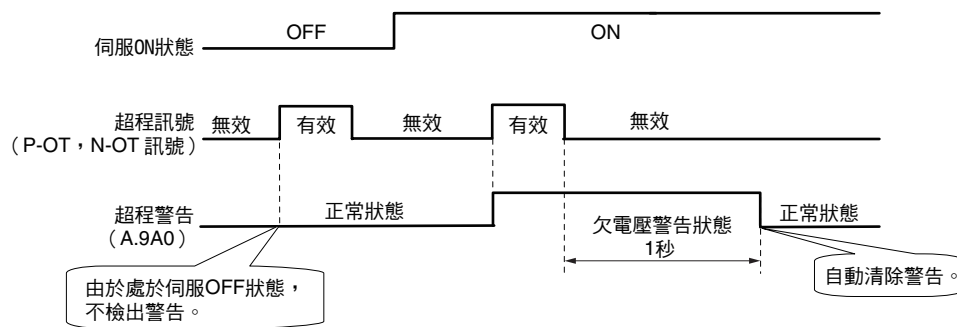 伺服ON狀態
OFF
ON
超程訊號
（P-OT，N-OT 訊號）
無效
有效
無效
有效
無效
超程警告
（A.9A0）
正常狀態
欠電壓警告狀態
1秒
正常狀態
由於處於伺服OFF狀態，
不檢出警告。
自動清除警告。